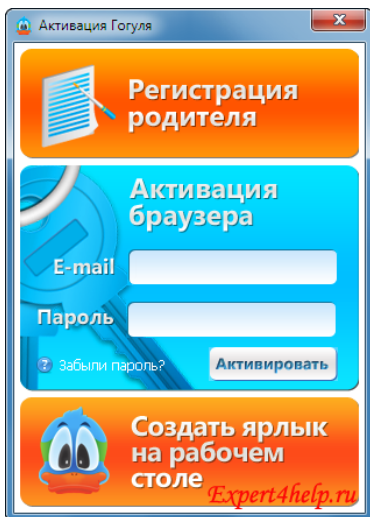 Активация Гогуля
Регистрация
родителя
Активация
браузера
E-mail
Пароль
? Забыли пароль?
Активировать
Создать ярлык
на рабочем
столе
Expert4help.ru